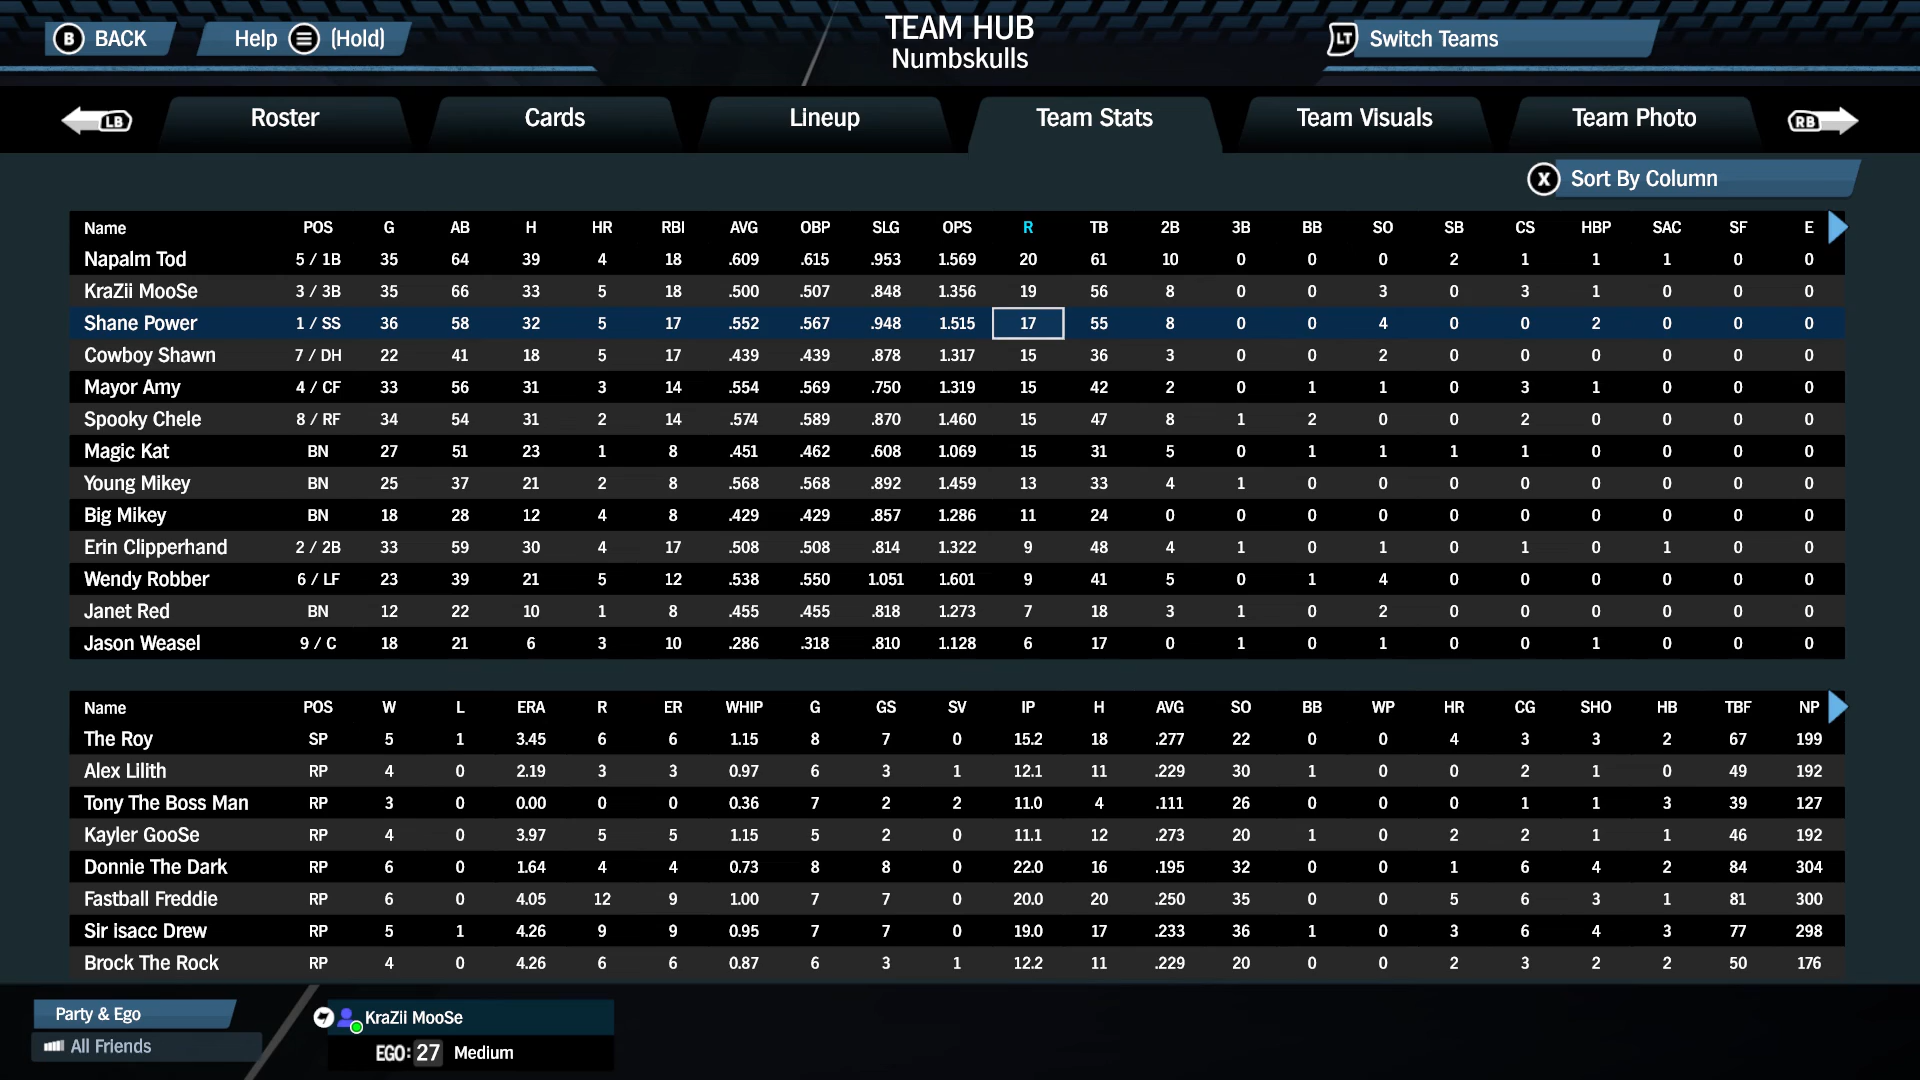 B BACK Help (Hold) TEAM HUB LT Switch Teams
Numbskulls
LB Roster Cards Lineup Team Stats Team Visuals Team Photo RB
X Sort By Column
Name POS G AB H HR RBI AVG OBP SLG OPS R TB 2B 3B BB SO SB CS HBP SAC SF E
Napalm Tod 5 / 1B 35 64 39 4 18 .609 .615 .953 1.569 20 61 10 0 0 0 2 1 1 1 0 0
KraZii MooSe 3 / 3B 35 66 33 5 18 .500 .507 .848 1.356 19 56 8 0 0 3 0 3 1 0 0 0
Shane Power 1 / SS 36 58 32 5 17 .552 .567 .948 1.515 17 55 8 0 0 4 0 0 2 0 0 0
Cowboy Shawn 7 / DH 22 41 18 5 17 .439 .439 .878 1.317 15 36 3 0 0 2 0 0 0 0 0 0
Mayor Amy 4 / CF 33 56 31 3 14 .554 .569 .750 1.319 15 42 2 0 1 1 0 3 1 0 0 0
Spooky Chele 8 / RF 34 54 31 2 14 .574 .589 .870 1.460 15 47 8 1 2 0 0 2 0 0 0 0
Magic Kat BN 27 51 23 1 8 .451 .462 .608 1.069 15 31 5 0 1 1 1 1 0 0 0 0
Young Mikey BN 25 37 21 2 8 .568 .568 .892 1.459 13 33 4 1 0 0 0 0 0 0 0 0
Big Mikey BN 18 28 12 4 8 .429 .429 .857 1.286 11 24 0 0 0 0 0 0 0 0 0 0
Erin Clipperhand 2 / 2B 33 59 30 4 17 .508 .508 .814 1.322 9 48 4 1 0 1 0 1 0 1 0 0
Wendy Robber 6 / LF 23 39 21 5 12 .538 .550 1.051 1.601 9 41 5 0 1 4 0 0 0 0 0 0
Janet Red BN 12 22 10 1 8 .455 .455 .818 1.273 7 18 3 1 0 2 0 0 0 0 0 0
Jason Weasel 9 / C 18 21 6 3 10 .286 .318 .810 1.128 6 17 0 1 0 1 0 0 1 0 0 0
Name POS W L ERA R ER WHIP G GS SV IP H AVG SO BB WP HR CG SHO HB TBF NP
The Roy SP 5 1 3.45 6 6 1.15 8 7 0 15.2 18 .277 22 0 0 4 3 3 2 67 199
Alex Lilith RP 4 0 2.19 3 3 0.97 6 3 1 12.1 11 .229 30 1 0 0 2 1 0 49 192
Tony The Boss Man RP 3 0 0.00 0 0 0.36 7 2 2 11.0 4 .111 26 0 0 0 1 1 3 39 127
Kayler GooSe RP 4 0 3.97 5 5 1.15 5 2 0 11.1 12 .273 20 1 0 2 2 1 1 46 192
Donnie The Dark RP 6 0 1.64 4 4 0.73 8 8 0 22.0 16 .195 32 0 0 1 6 4 2 84 304
Fastball Freddie RP 6 0 4.05 12 9 1.00 7 7 0 20.0 20 .250 35 0 0 5 6 3 1 81 300
Sir isacc Drew RP 5 1 4.26 9 9 0.95 7 7 0 19.0 17 .233 36 1 0 3 6 4 3 77 298
Brock The Rock RP 4 0 4.26 6 6 0.87 6 3 1 12.2 11 .229 20 0 0 2 3 2 2 50 176
Party & Ego KraZii MooSe
All Friends EGO: 27 Medium